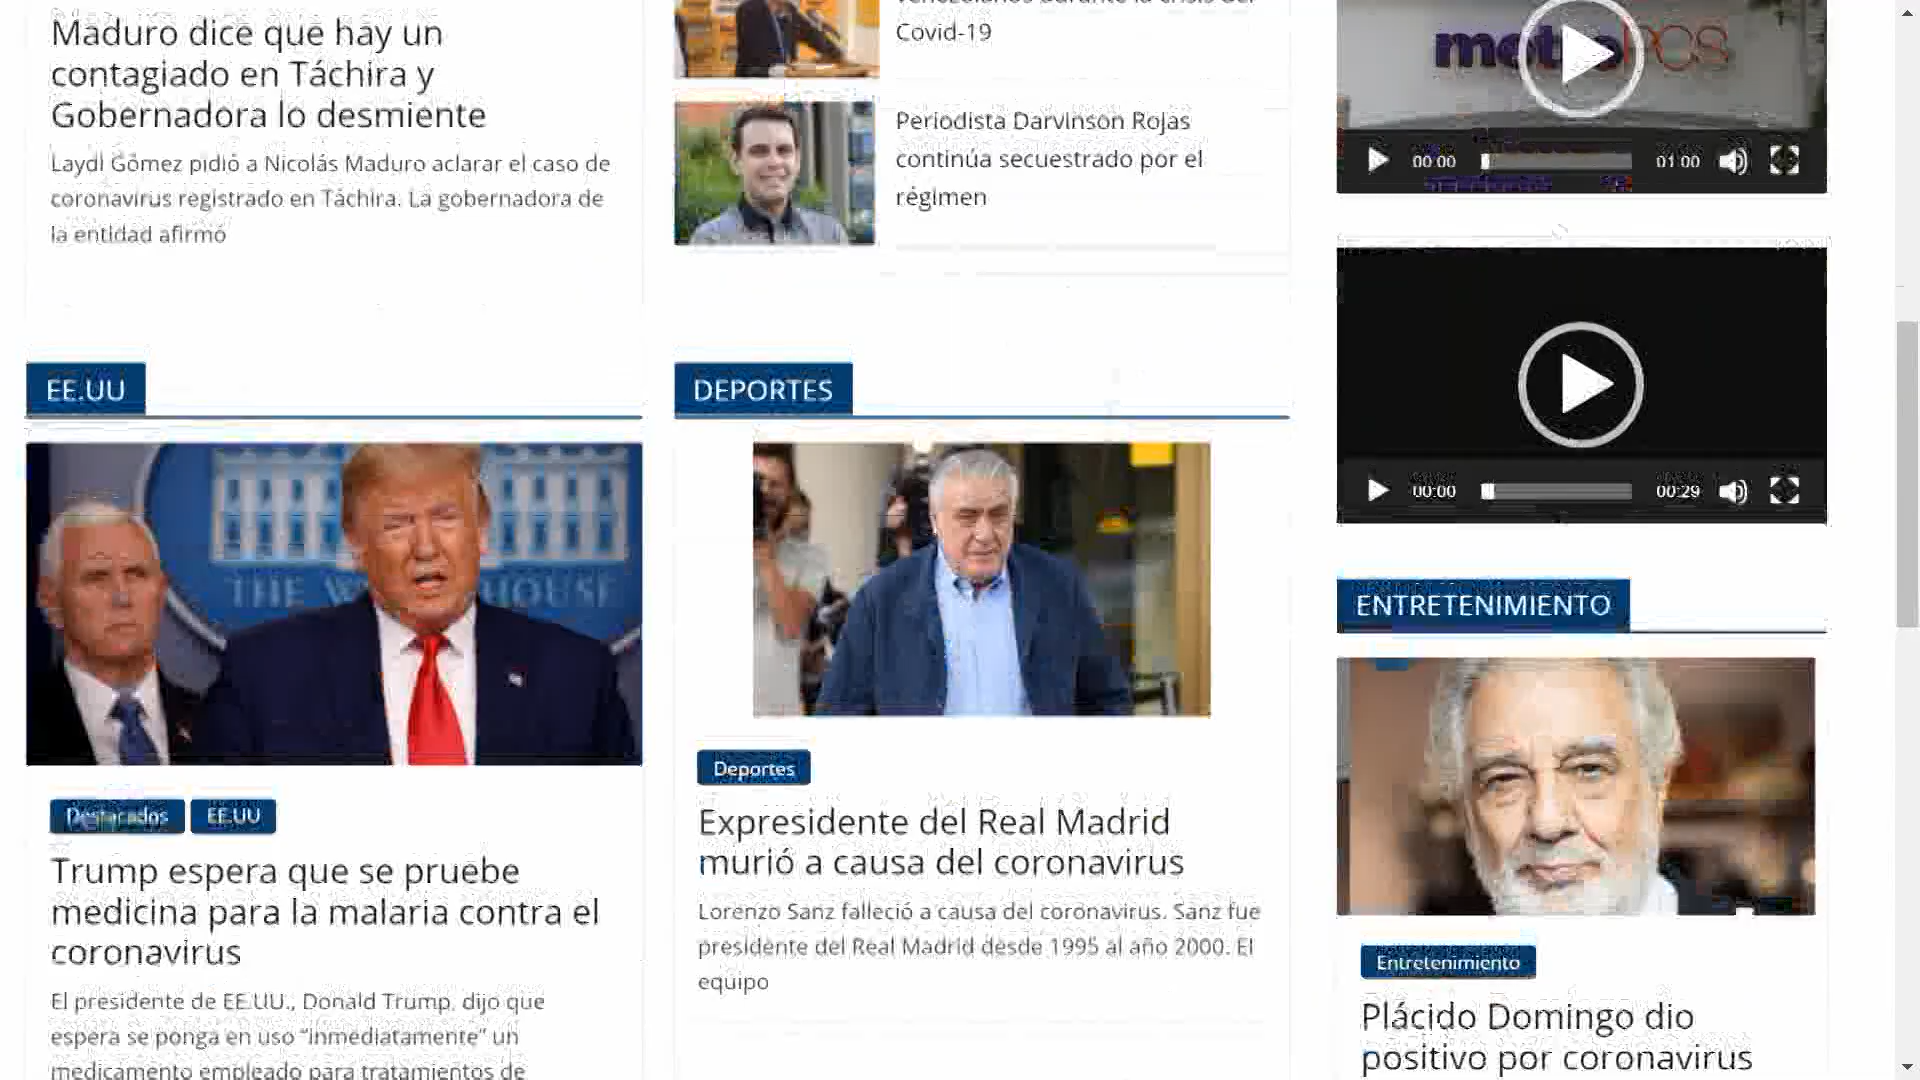 Maduro dice que hay un
contagiado en Táchira y
Gobernadora lo desmiente
Laydi Gómez pidió a Nicolás Maduro aclarar el caso de
coronavirus registrado en Táchira. La gobernadora de
la entidad afirmó
Covid-19
Periodista Darvinson Rojas
continúa secuestrado por el
régimen
metroPCS
00:00 01:00
00:00 00:29
EE.UU
THE W HOUSE
Destacados EE.UU
Trump espera que se pruebe
medicina para la malaria contra el
coronavirus
El presidente de EE.UU., Donald Trump, dijo que
espera se ponga en uso “inmediatamente” un
medicamento empleado para tratamientos de
DEPORTES
Deportes
Expresidente del Real Madrid
murió a causa del coronavirus
Lorenzo Sanz falleció a causa del coronavirus. Sanz fue
presidente del Real Madrid desde 1995 al año 2000. El
equipo
ENTRETENIMIENTO
Entretenimiento
Plácido Domingo dio
positivo por coronavirus